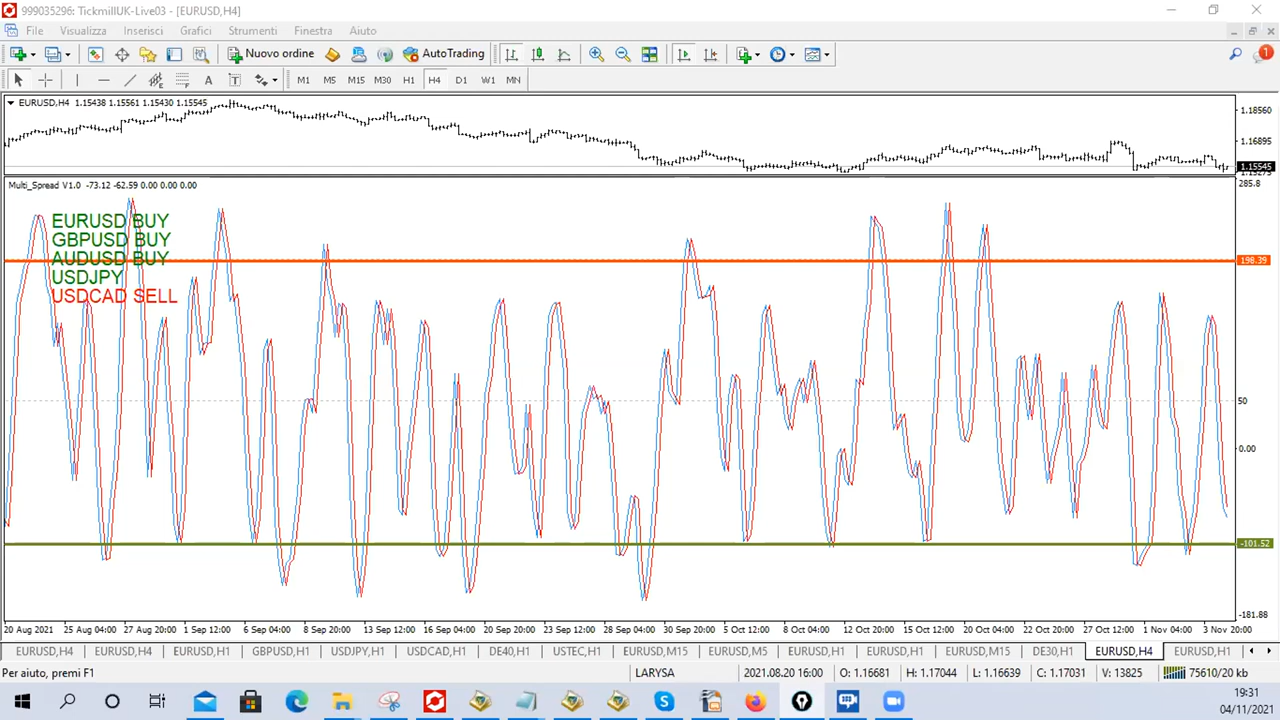 999035296: TickmillUK-Live03 - [EURUSD,H4]
File Visualizza Inserisci Grafici Strumenti Finestra Aiuto
Nuovo ordine AutoTrading
A T M1 M5 M15 M30 H1 H4 D1 W1 MN
1
EURUSD,H4 1.15438 1.15561 1.15430 1.15545
1.18560
1.16895
1.15545
Multi_Spread V1.0 -73.12 -62.59 0.00 0.00 0.00
285.8
EURUSD BUY
GBPUSD BUY
AUDUSD BUY
USDJPY
USDCAD SELL
198.39
50
0.00
-101.52
-181.88
20 Aug 2021 25 Aug 04:00 27 Aug 20:00 1 Sep 12:00 6 Sep 04:00 8 Sep 20:00 13 Sep 12:00 16 Sep 04:00 20 Sep 20:00 23 Sep 12:00 28 Sep 04:00 30 Sep 20:00 5 Oct 12:00 8 Oct 04:00 12 Oct 20:00 15 Oct 12:00 20 Oct 04:00 22 Oct 20:00 27 Oct 12:00 1 Nov 04:00 3 Nov 20:00
EURUSD,H4 EURUSD,H4 EURUSD,H1 GBPUSD,H1 USDJPY,H1 USDCAD,H1 DE40,H1 USTEC,H1 EURUSD,M15 EURUSD,M5 EURUSD,H1 EURUSD,H1 EURUSD,M15 DE30,H1 EURUSD,H4 EURUSD,H1
Per aiuto, premi F1 LARYSA 2021.08.20 16:00 O: 1.16681 H: 1.17044 L: 1.16639 C: 1.17031 V: 13825 75610/20 kb
19:31
04/11/2021